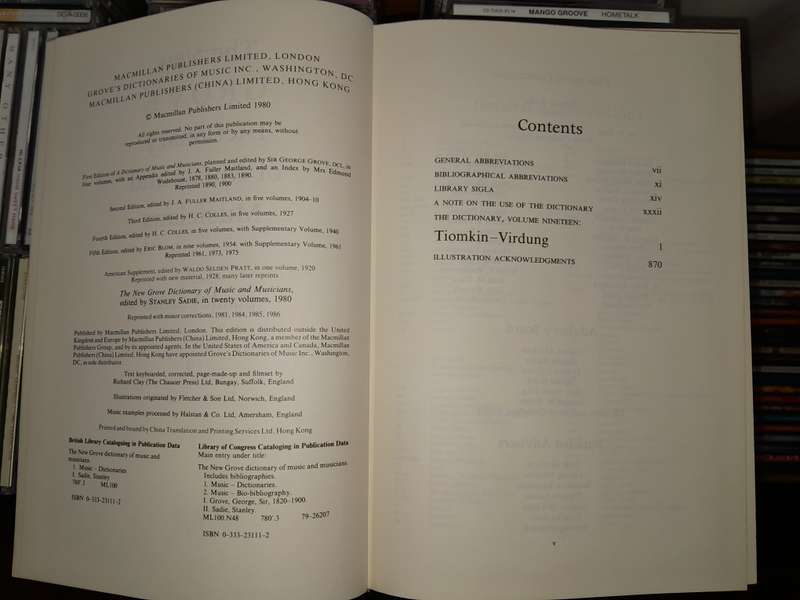 MANGO GROOVE HOMETALK
MACMILLAN PUBLISHERS LIMITED, LONDON
GROVE'S DICTIONARIES OF MUSIC INC., WASHINGTON, DC
MACMILLAN PUBLISHERS (CHINA) LIMITED, HONG KONG
© Macmillan Publishers Limited 1980
All rights reserved. No part of this publication may be
reproduced or transmitted, in any form or by any means, without
permission.
First Edition of A Dictionary of Music and Musicians, planned and edited by SIR GEORGE GROVE, DCL, in
four volumes, with an Appendix edited by J. A. Fuller Maitland, and an Index by Mrs Edmond
Wodehouse, 1878, 1880, 1883, 1890.
Reprinted 1890, 1900
Second Edition, edited by J. A. FULLER MAITLAND, in five volumes, 1904–10
Third Edition, edited by H. C. COLLES, in five volumes, 1927
Fourth Edition, edited by H. C. COLLES, in five volumes, with Supplementary Volume, 1940
Fifth Edition, edited by ERIC BLOM, in nine volumes, 1954; with Supplementary Volume, 1961
Reprinted 1961, 1973, 1975
American Supplement, edited by WALDO SELDEN PRATT, in one volume, 1920
Reprinted with new material, 1928; many later reprints
The New Grove Dictionary of Music and Musicians,
edited by STANLEY SADIE, in twenty volumes, 1980
Reprinted with minor corrections, 1981, 1984, 1985, 1986
Published by Macmillan Publishers Limited, London. This edition is distributed outside the United
Kingdom and Europe by Macmillan Publishers (China) Limited, Hong Kong, a member of the Macmillan
Publishers Group, and by its appointed agents. In the United States of America and Canada, Macmillan
Publishers (China) Limited, Hong Kong have appointed Grove's Dictionaries of Music Inc., Washington,
DC, as sole distributor.
Text keyboarded, corrected, page-made-up and filmset by
Richard Clay (The Chaucer Press) Ltd, Bungay, Suffolk, England
Illustrations originated by Fletcher & Son Ltd, Norwich, England
Music examples processed by Halstan & Co. Ltd, Amersham, England
Printed and bound by China Translation and Printing Services Ltd. Hong Kong
British Library Cataloguing in Publication Data
The New Grove dictionary of music and
musicians.
1. Music – Dictionaries
I. Sadie, Stanley
780'.3 ML100
ISBN 0–333–23111–2
Library of Congress Cataloging in Publication Data
Main entry under title:
The New Grove dictionary of music and musicians.
Includes bibliographies.
1. Music – Dictionaries.
2. Music – Bio-bibliography.
I. Grove, George, Sir, 1820–1900.
II. Sadie, Stanley.
ML100.N48 780'.3 79–26207
ISBN 0–333–23111–2
Contents
GENERAL ABBREVIATIONS vii
BIBLIOGRAPHICAL ABBREVIATIONS xi
LIBRARY SIGLA xiv
A NOTE ON THE USE OF THE DICTIONARY xxxii
THE DICTIONARY, VOLUME NINETEEN:
Tiomkin–Virdung 1
ILLUSTRATION ACKNOWLEDGMENTS 870
v